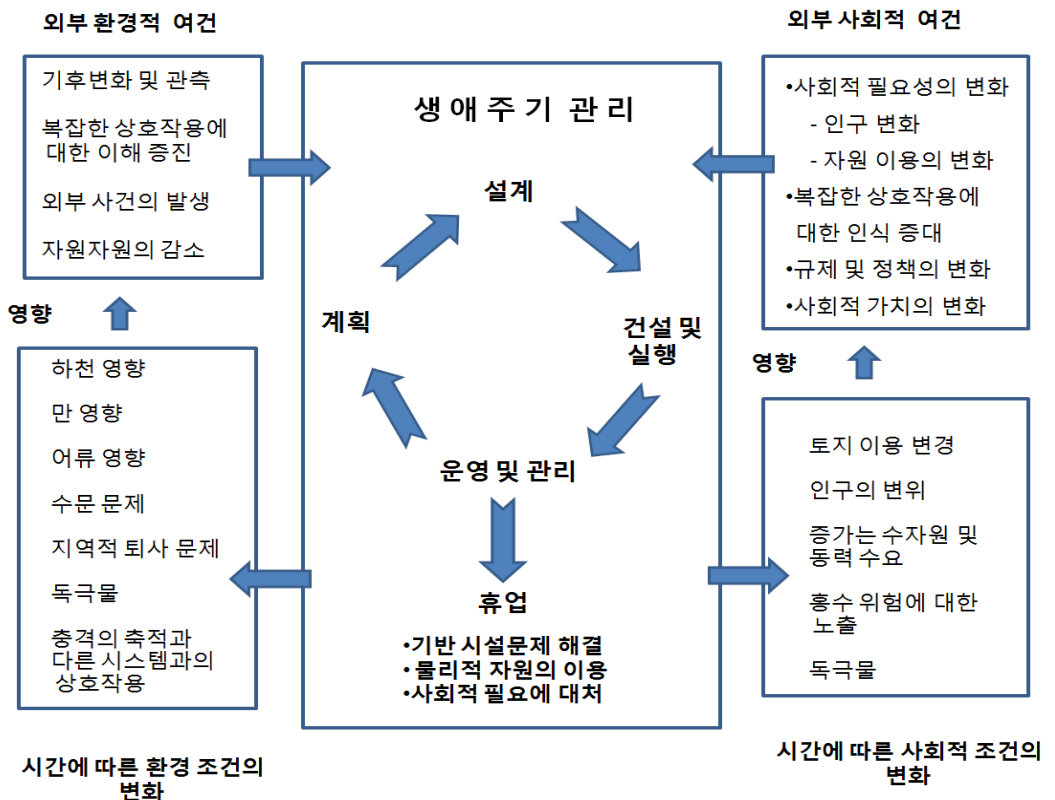 외부 환경적 여건
기후변화 및 관측
복잡한 상호작용에
대한 이해 증진
외부 사건의 발생
자원자원의 감소
영향
하천 영향
만 영향
어류 영향
수문 문제
지역적 퇴사 문제
독극물
충격의 축적과
다른 시스템과의
상호작용
시간에 따른 환경 조건의
변화
생애주기 관리
설계
계획
건설 및
실행
운영 및 관리
휴업
•기반 시설문제 해결
•물리적 자원의 이용
•사회적 필요에 대처
외부 사회적 여건
•사회적 필요성의 변화
- 인구 변화
- 자원 이용의 변화
•복잡한 상호작용에
대한 인식 증대
•규제 및 정책의 변화
•사회적 가치의 변화
영향
토지 이용 변경
인구의 변위
증가는 수자원 및
동력 수요
홍수 위험에 대한
노출
독극물
시간에 따른 사회적 조건의
변화